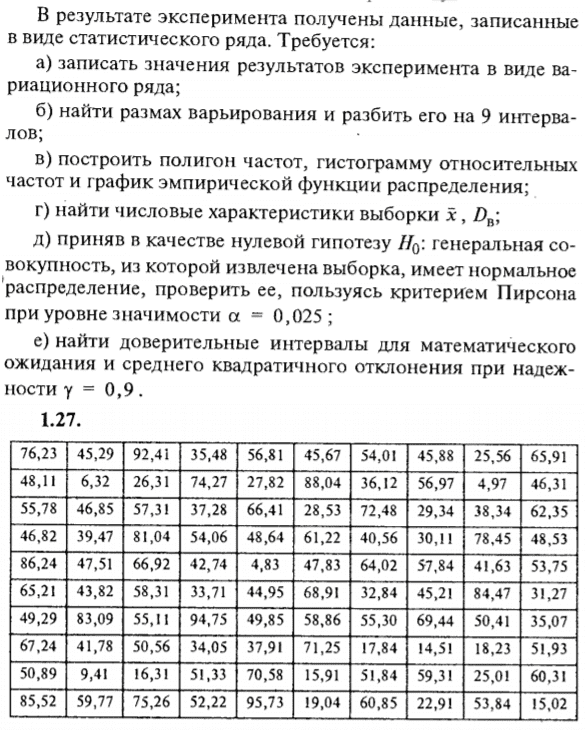 В результате эксперимента получены данные, записанные
в виде статистического ряда. Требуется:
а) записать значения результатов эксперимента в виде ва-
риационного ряда;
б) найти размах варьирования и разбить его на 9 интерва-
лов;
в) построить полигон частот, гистограмму относительных
частот и график эмпирической функции распределения;
г) найти числовые характеристики выборки x̄, Dв;
д) приняв в качестве нулевой гипотезу H₀: генеральная со-
вокупность, из которой извлечена выборка, имеет нормальное
распределение, проверить ее, пользуясь критерием Пирсона
при уровне значимости α = 0,025;
е) найти доверительные интервалы для математического
ожидания и среднего квадратичного отклонения при надеж-
ности γ = 0,9.
1.27.
76,23 45,29 92,41 35,48 56,81 45,67 54,01 45,88 25,56 65,91
48,11 6,32 26,31 74,27 27,82 88,04 36,12 56,97 4,97 46,31
55,78 46,85 57,31 37,28 66,41 28,53 72,48 29,34 38,34 62,35
46,82 39,47 81,04 54,06 48,64 61,22 40,56 30,11 78,45 48,53
86,24 47,51 66,92 42,74 4,83 47,83 64,02 57,84 41,63 53,75
65,21 43,82 58,31 33,71 44,95 68,91 32,84 45,21 84,47 31,27
49,29 83,09 55,11 94,75 49,85 58,86 55,30 69,44 50,41 35,07
67,24 41,78 50,56 34,05 37,91 71,25 17,84 14,51 18,23 51,93
50,89 9,41 16,31 51,33 70,58 15,91 51,84 59,31 25,01 60,31
85,52 59,77 75,26 52,22 95,73 19,04 60,85 22,91 53,84 15,02